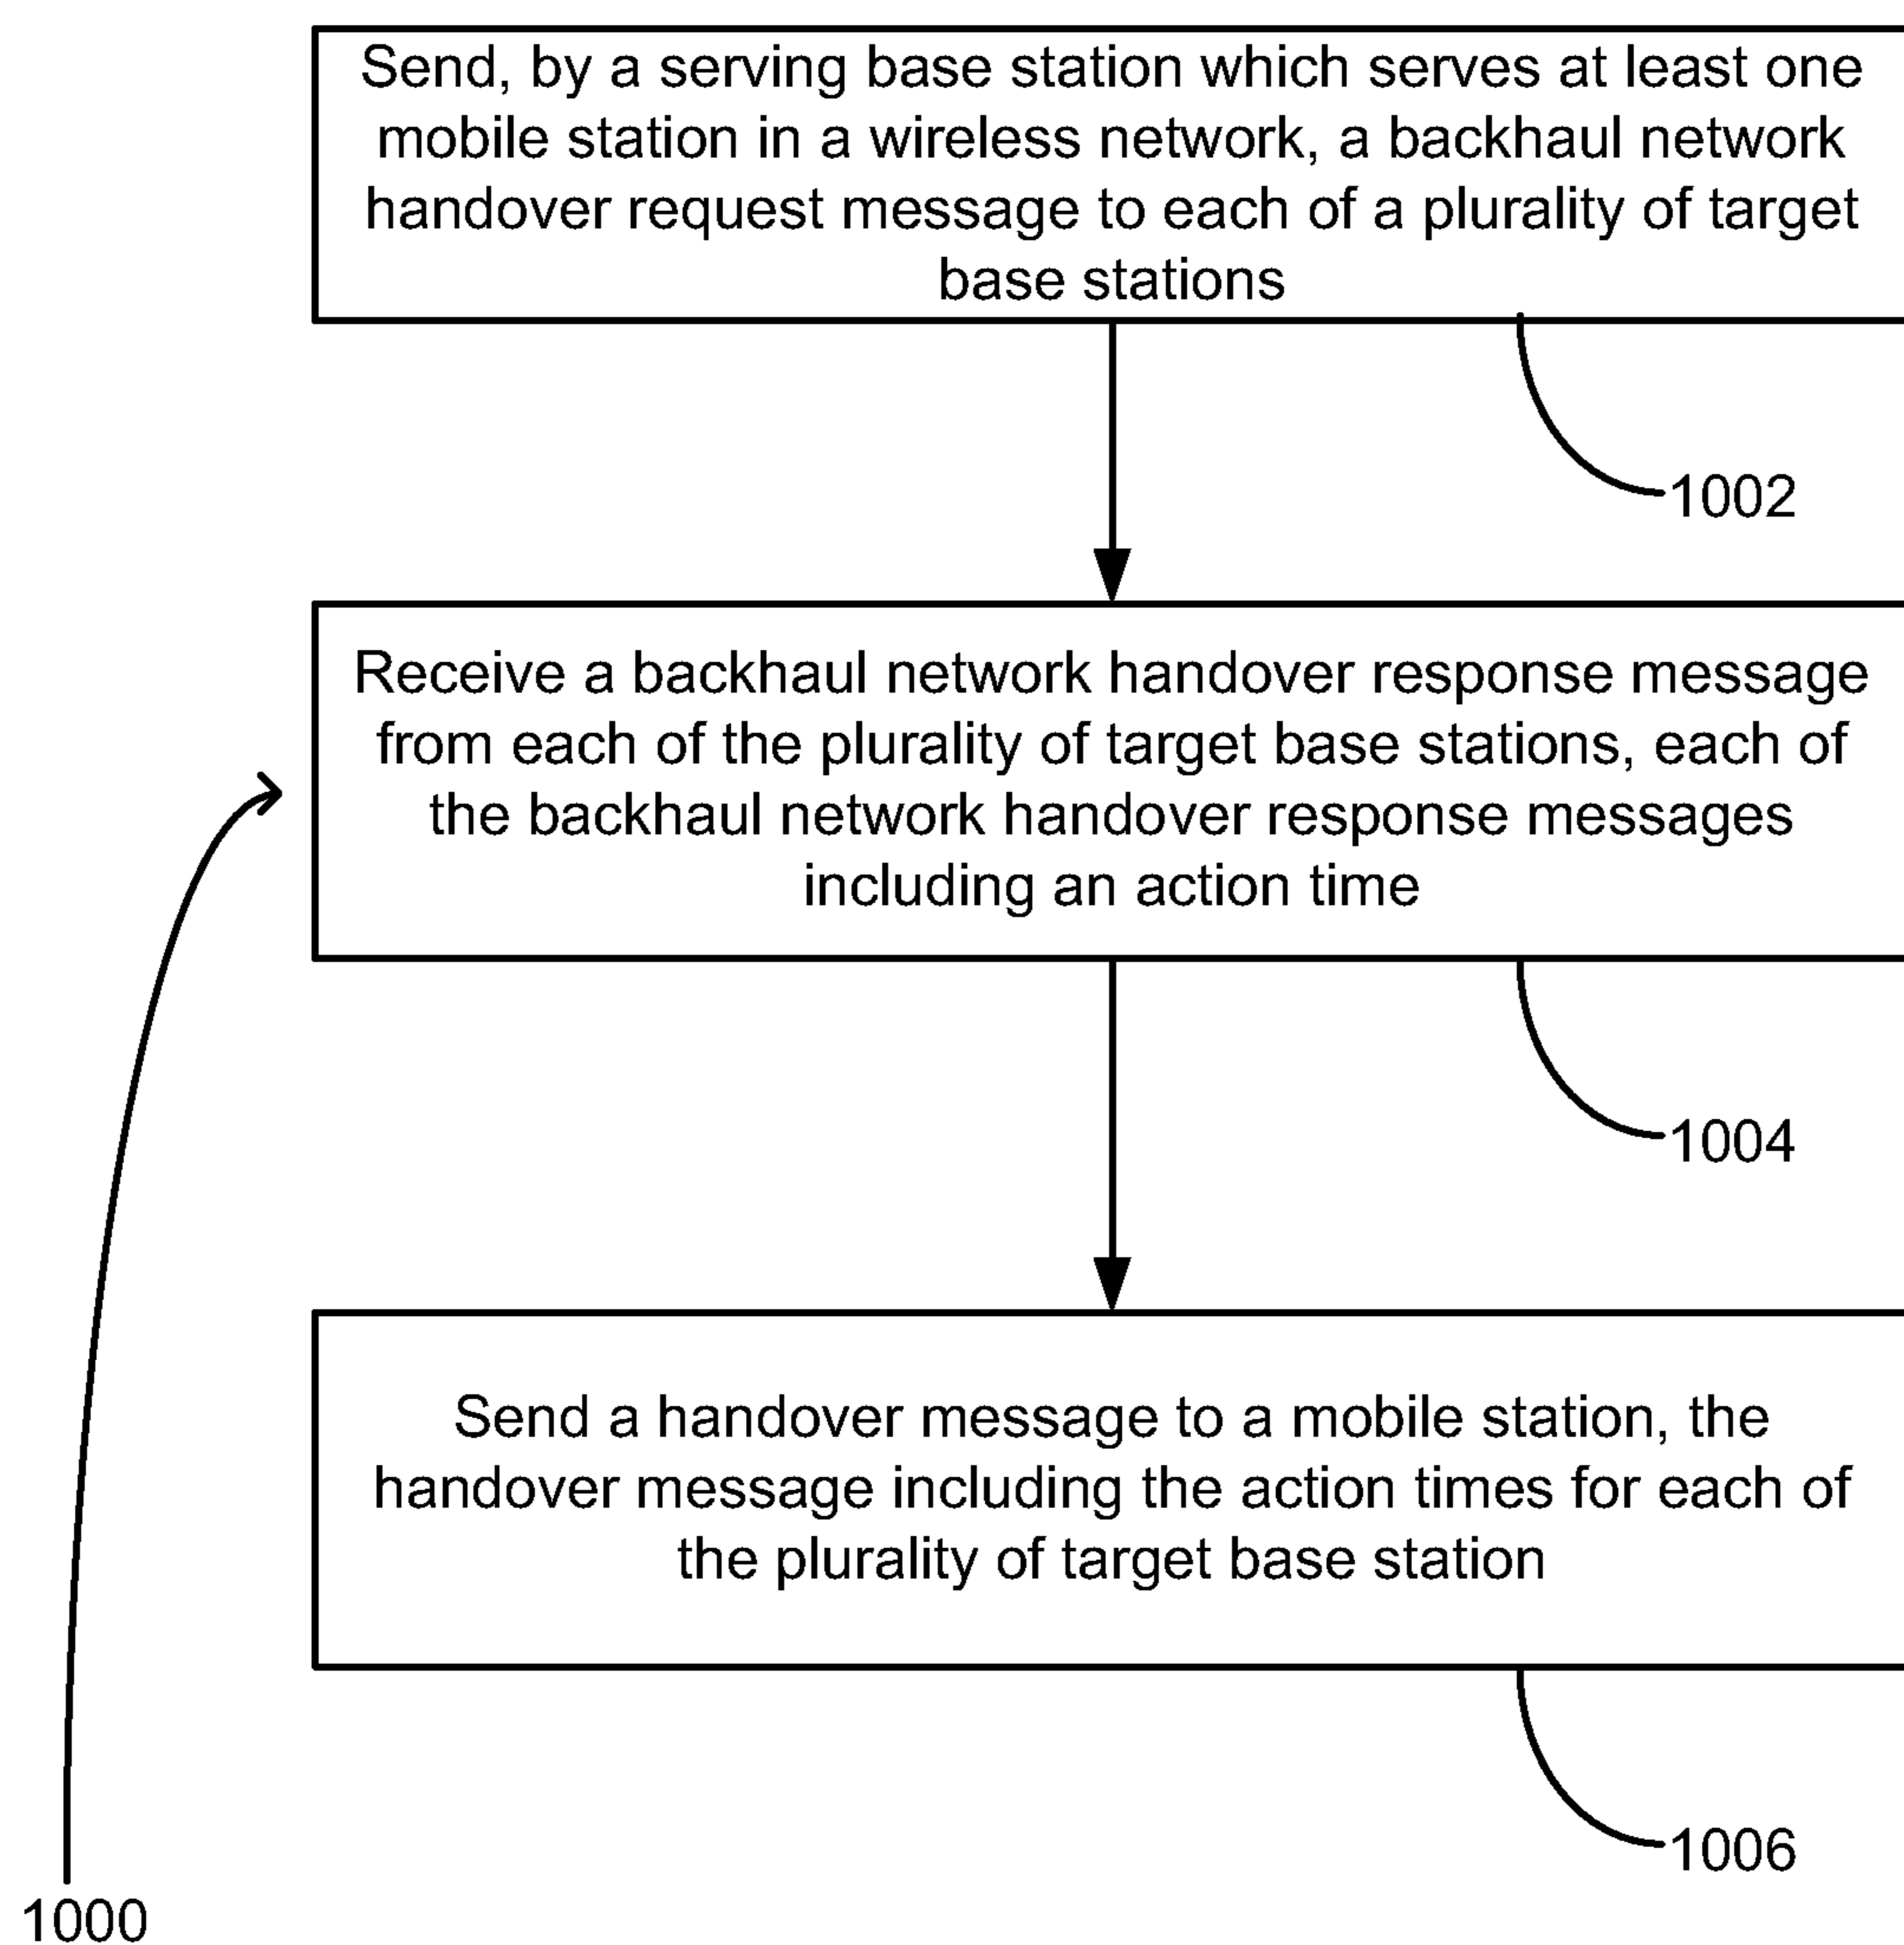 Send, by a serving base station which serves at least one
mobile station in a wireless network, a backhaul network
handover request message to each of a plurality of target
base stations
1002
Receive a backhaul network handover response message
from each of the plurality of target base stations, each of
the backhaul network handover response messages
including an action time
1004
Send a handover message to a mobile station, the
handover message including the action times for each of
the plurality of target base station
1006
1000